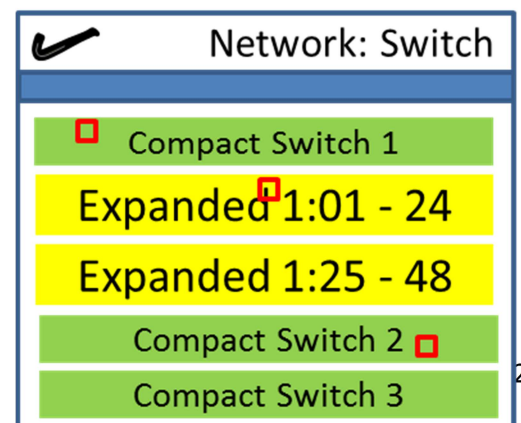 Network: Switch
Compact Switch 1
Expanded 1:01 - 24
Expanded 1:25 - 48
Compact Switch 2
Compact Switch 3